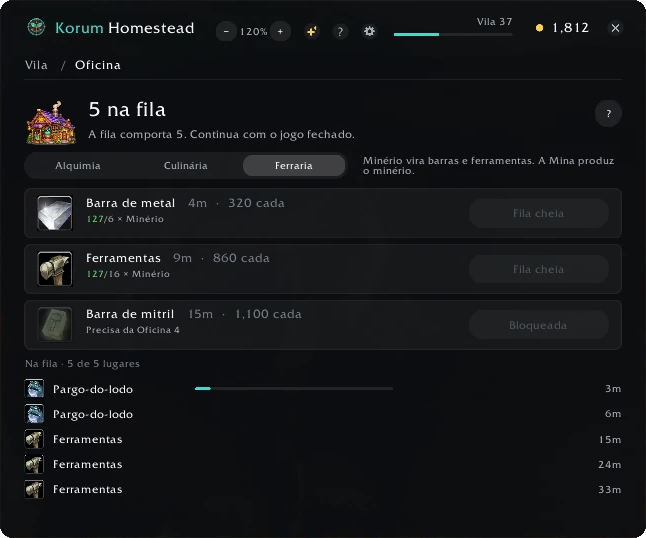 Korum Homestead
− 120% +
?
Vila 37
1,812
×
Vila / Oficina
5 na fila
A fila comporta 5. Continua com o jogo fechado.
?
Alquimia Culinária Ferraria
Minério vira barras e ferramentas. A Mina produz
o minério.
Barra de metal 4m · 320 cada
127/6 × Minério
Fila cheia
Ferramentas 9m · 860 cada
127/16 × Minério
Fila cheia
Barra de mitril 15m · 1,100 cada
Precisa da Oficina 4
Bloqueada
Na fila · 5 de 5 lugares
Pargo-do-lodo 3m
Pargo-do-lodo 6m
Ferramentas 15m
Ferramentas 24m
Ferramentas 33m